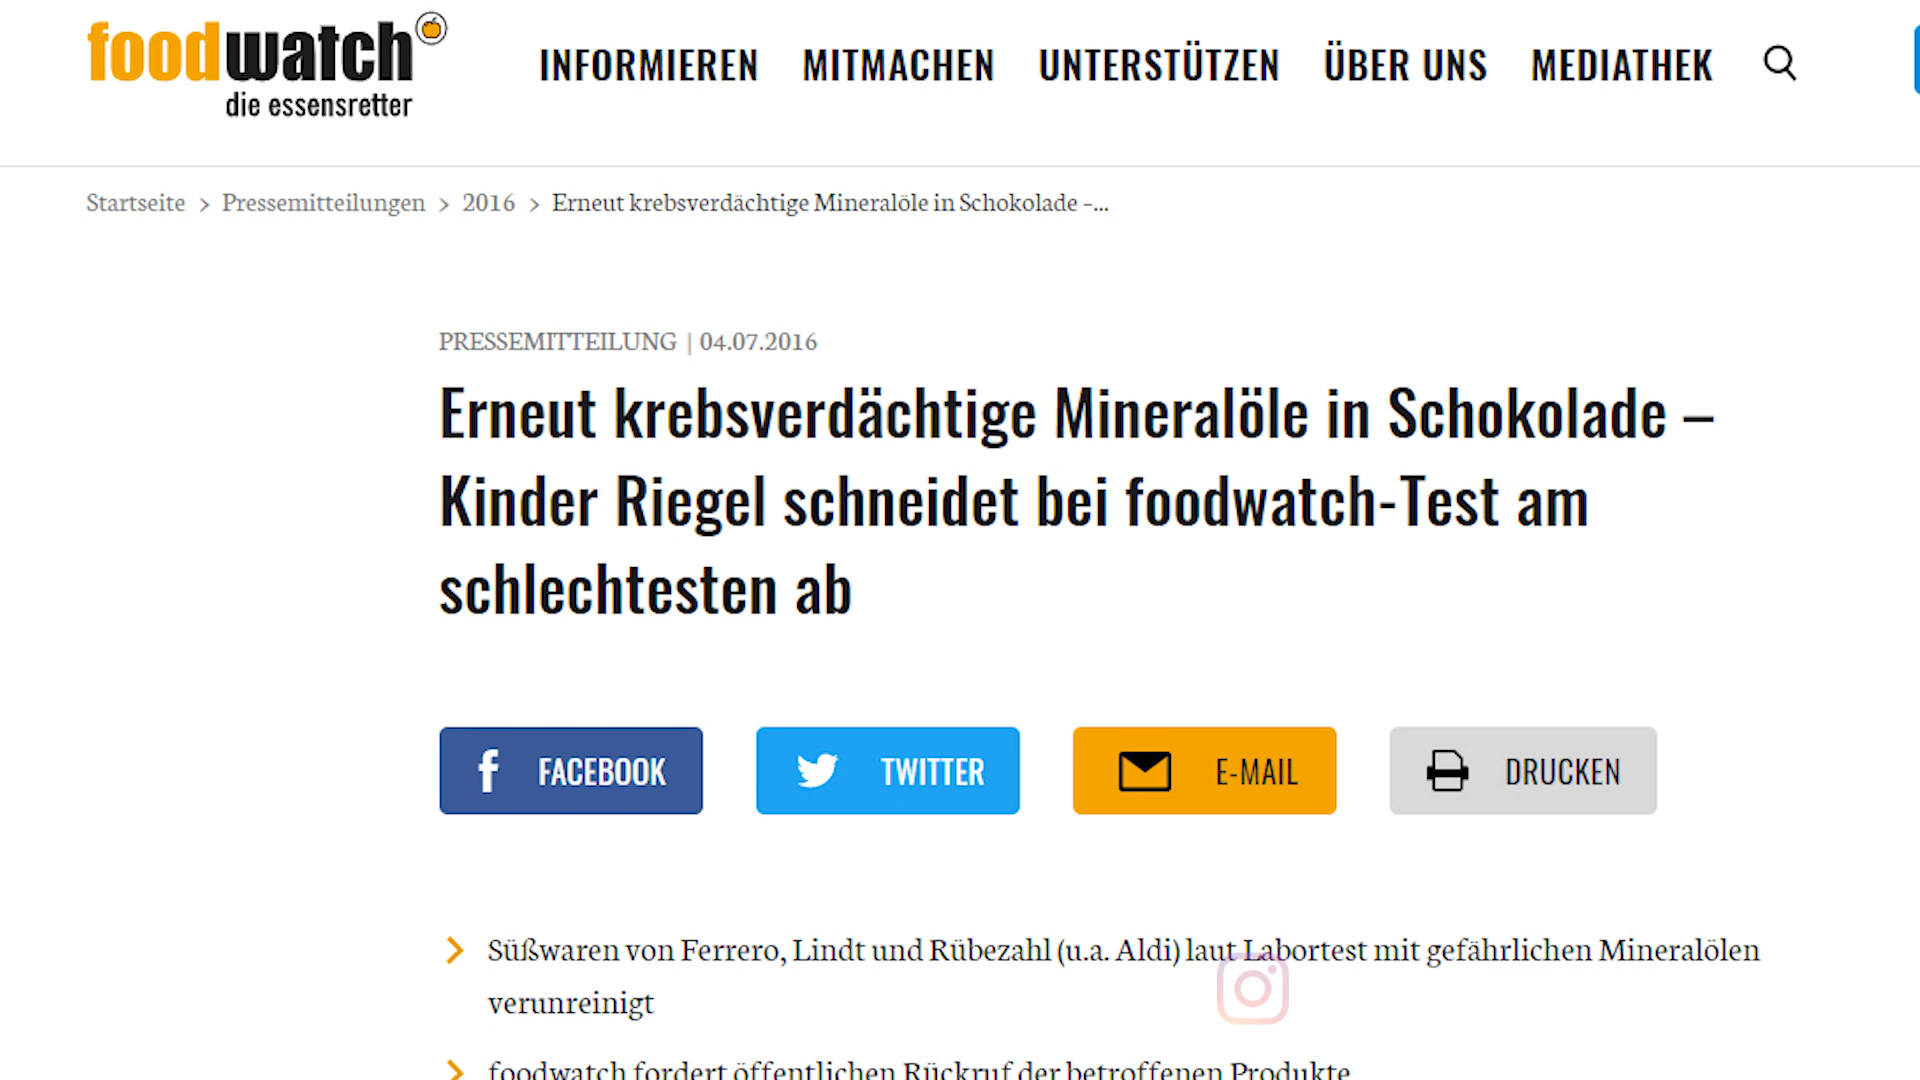 foodwatch
die essensretter
INFORMIEREN MITMACHEN UNTERSTÜTZEN ÜBER UNS MEDIATHEK
Startseite > Pressemitteilungen > 2016 > Erneut krebsverdächtige Mineralöle in Schokolade –...
PRESSEMITTEILUNG | 04.07.2016
Erneut krebsverdächtige Mineralöle in Schokolade –
Kinder Riegel schneidet bei foodwatch-Test am
schlechtesten ab
FACEBOOK TWITTER E-MAIL DRUCKEN
Süßwaren von Ferrero, Lindt und Rübezahl (u.a. Aldi) laut Labortest mit gefährlichen Mineralölen
verunreinigt
foodwatch fordert öffentlichen Rückruf der betroffenen Produkte